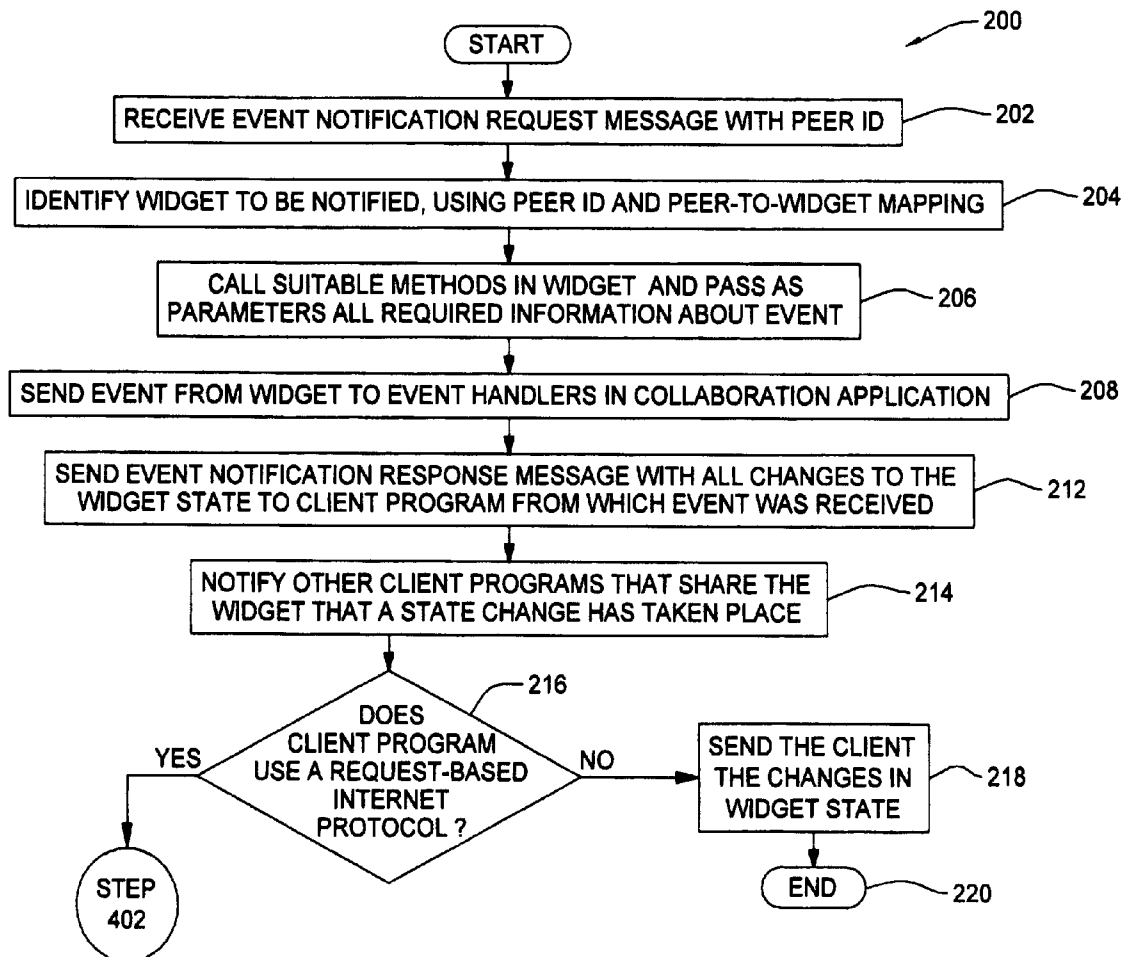 200
START
RECEIVE EVENT NOTIFICATION REQUEST MESSAGE WITH PEER ID
202
IDENTIFY WIDGET TO BE NOTIFIED, USING PEER ID AND PEER-TO-WIDGET MAPPING
204
CALL SUITABLE METHODS IN WIDGET AND PASS AS
PARAMETERS ALL REQUIRED INFORMATION ABOUT EVENT
206
SEND EVENT FROM WIDGET TO EVENT HANDLERS IN COLLABORATION APPLICATION
208
SEND EVENT NOTIFICATION RESPONSE MESSAGE WITH ALL CHANGES TO THE
WIDGET STATE TO CLIENT PROGRAM FROM WHICH EVENT WAS RECEIVED
212
NOTIFY OTHER CLIENT PROGRAMS THAT SHARE THE
WIDGET THAT A STATE CHANGE HAS TAKEN PLACE
214
216
DOES
CLIENT PROGRAM
USE A REQUEST-BASED
INTERNET
PROTOCOL ?
YES
NO
SEND THE CLIENT
THE CHANGES IN
WIDGET STATE
218
STEP
402
END
220